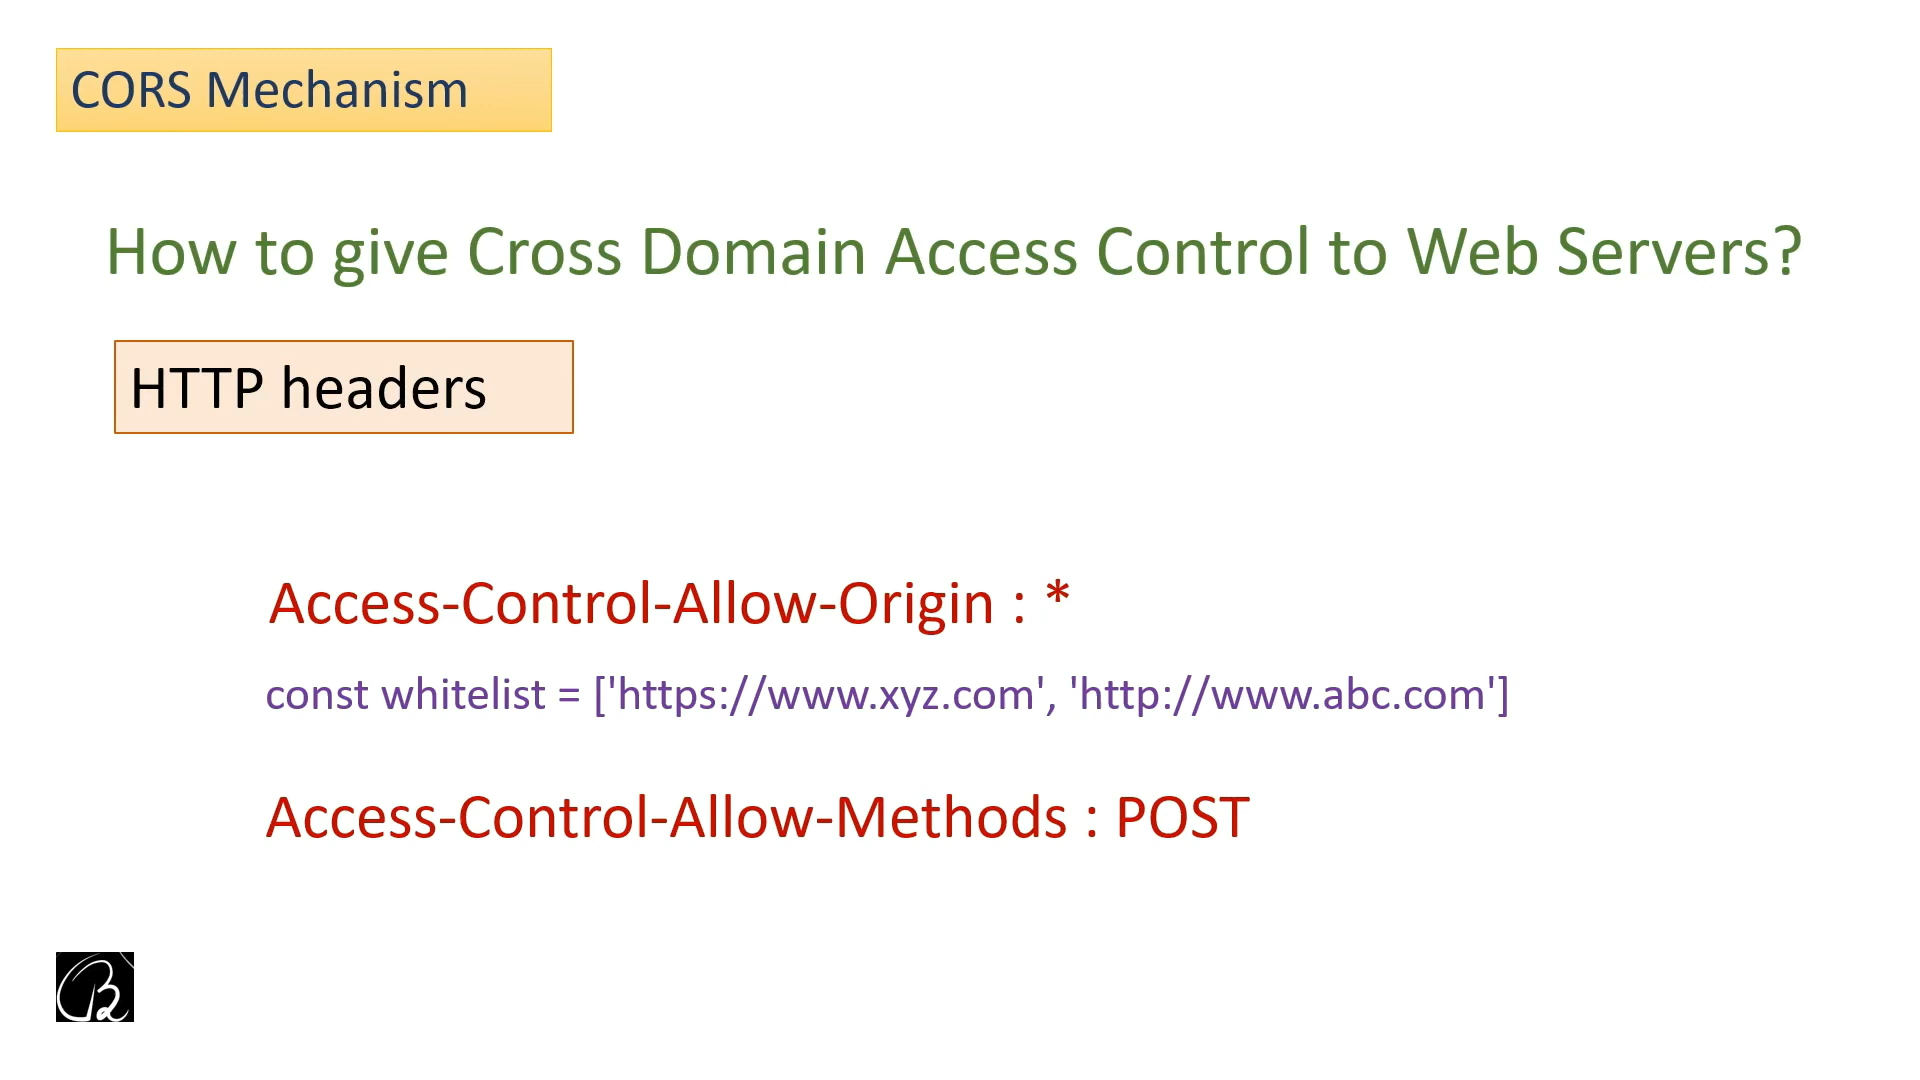 CORS Mechanism
How to give Cross Domain Access Control to Web Servers?
HTTP headers
Access-Control-Allow-Origin : *
const whitelist = ['https://www.xyz.com', 'http://www.abc.com']
Access-Control-Allow-Methods : POST